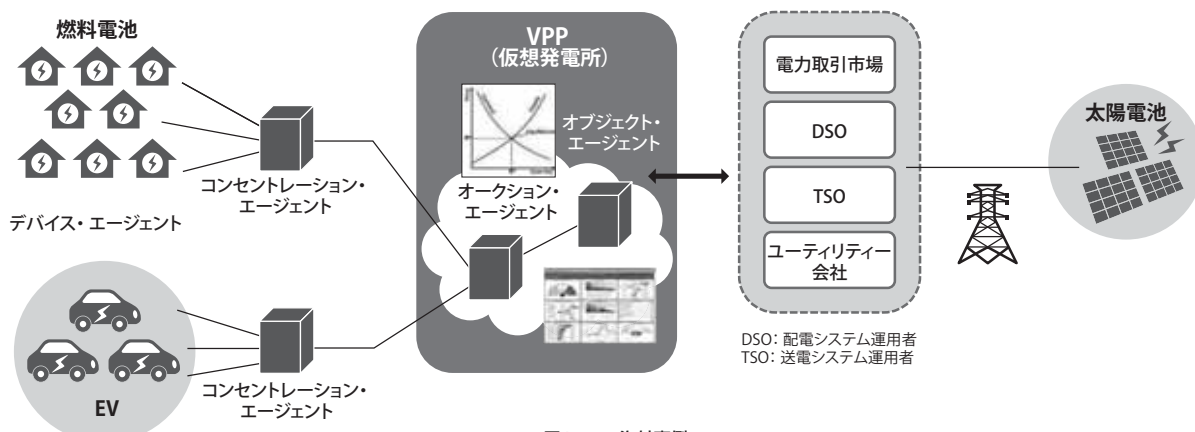 燃料電池
コンセントレーション・
エージェント
デバイス・エージェント
EV
コンセントレーション・
エージェント
VPP
(仮想発電所)
オブジェクト・
エージェント
オークション・
エージェント
電力取引市場
DSO
TSO
ユーティリティー
会社
DSO: 配電システム運用者
TSO: 送電システム運用者
太陽電池